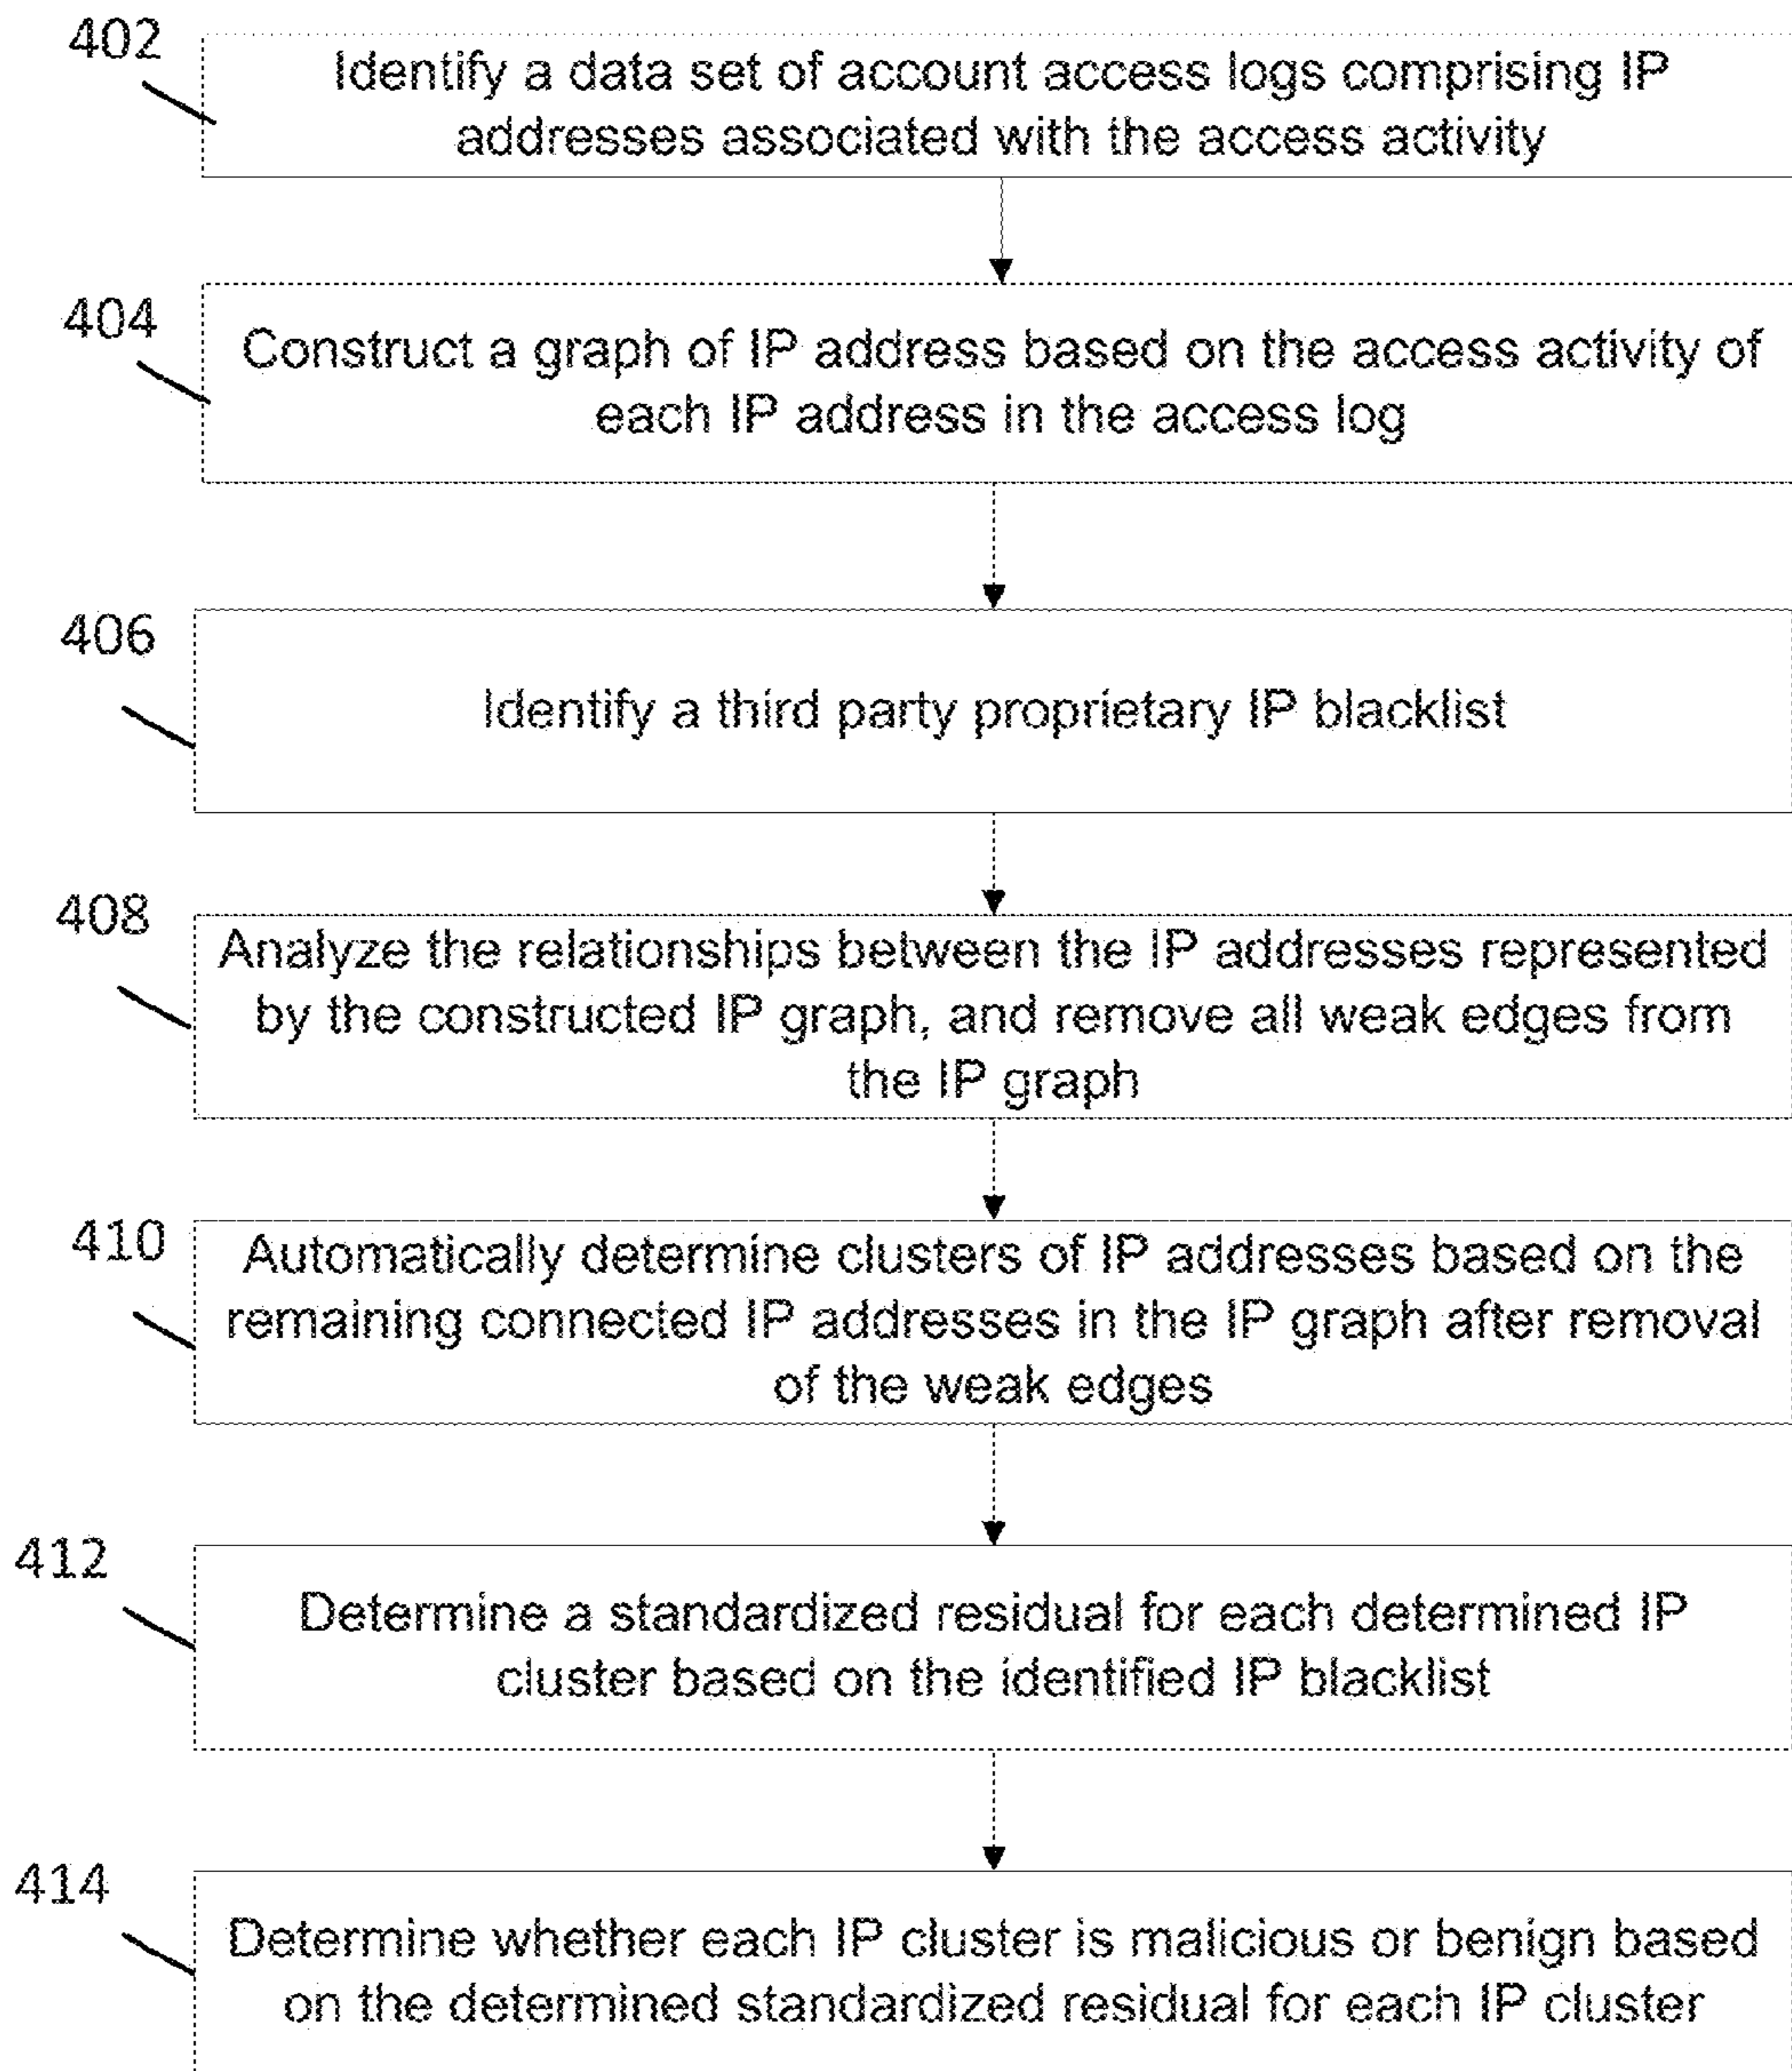 402
Identify a data set of account access logs comprising IP
addresses associated with the access activity
404
Construct a graph of IP address based on the access activity of
each IP address in the access log
406
Identify a third party proprietary IP blacklist
408
Analyze the relationships between the IP addresses represented
by the constructed IP graph, and remove all weak edges from
the IP graph
410
Automatically determine clusters of IP addresses based on the
remaining connected IP addresses in the IP graph after removal
of the weak edges
412
Determine a standardized residual for each determined IP
cluster based on the identified IP blacklist
414
Determine whether each IP cluster is malicious or benign based
on the determined standardized residual for each IP cluster